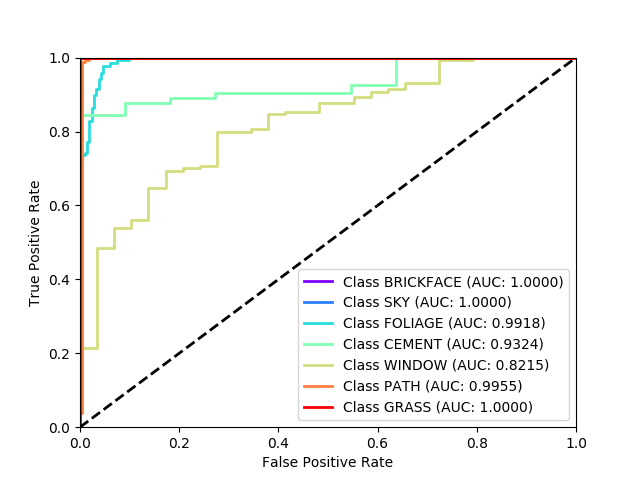 1.0
0.8
0.6
0.4
0.2
0.0
True Positive Rate
Class BRICKFACE (AUC: 1.0000)
Class SKY (AUC: 1.0000)
Class FOLIAGE (AUC: 0.9918)
Class CEMENT (AUC: 0.9324)
Class WINDOW (AUC: 0.8215)
Class PATH (AUC: 0.9955)
Class GRASS (AUC: 1.0000)
0.0 0.2 0.4 0.6 0.8 1.0
False Positive Rate